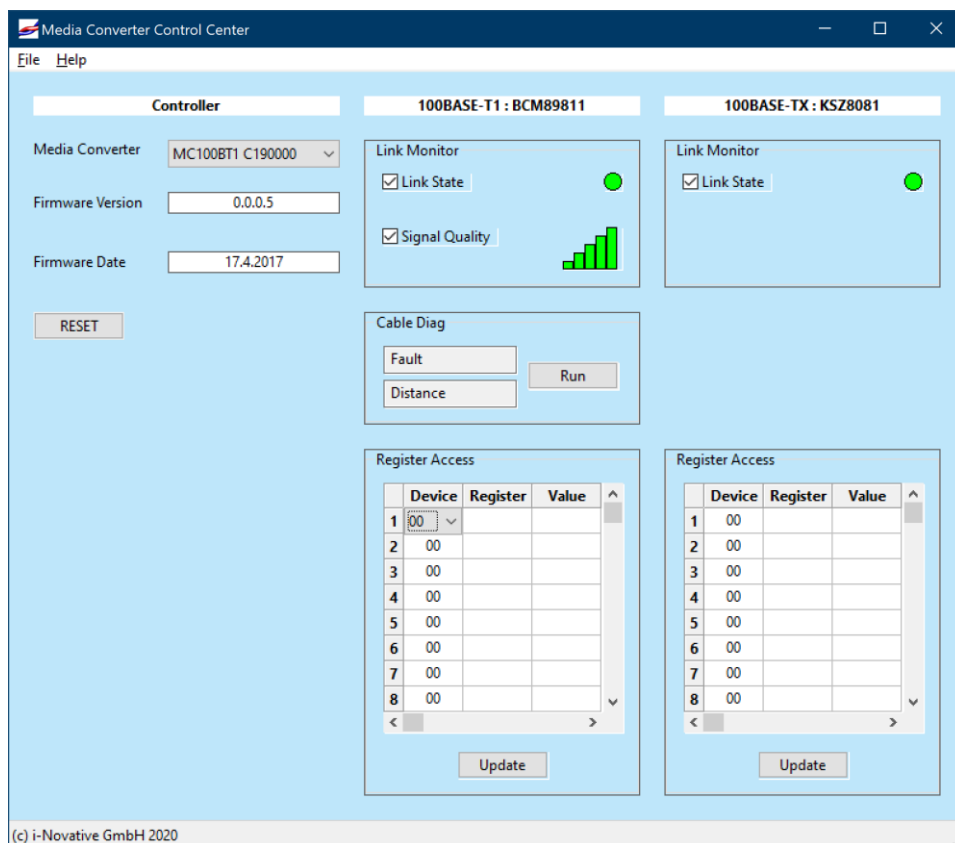 Media Converter Control Center
File Help
Controller
Media Converter MC100BT1 C190000
Firmware Version 0.0.0.5
Firmware Date 17.4.2017
RESET
100BASE-T1 : BCM89811
Link Monitor
Link State
Signal Quality
Cable Diag
Fault
Distance
Run
Register Access
Device Register Value
1 00
2 00
3 00
4 00
5 00
6 00
7 00
8 00
Update
100BASE-TX : KSZ8081
Link Monitor
Link State
Register Access
Device Register Value
1 00
2 00
3 00
4 00
5 00
6 00
7 00
8 00
Update
(c) i-Novative GmbH 2020